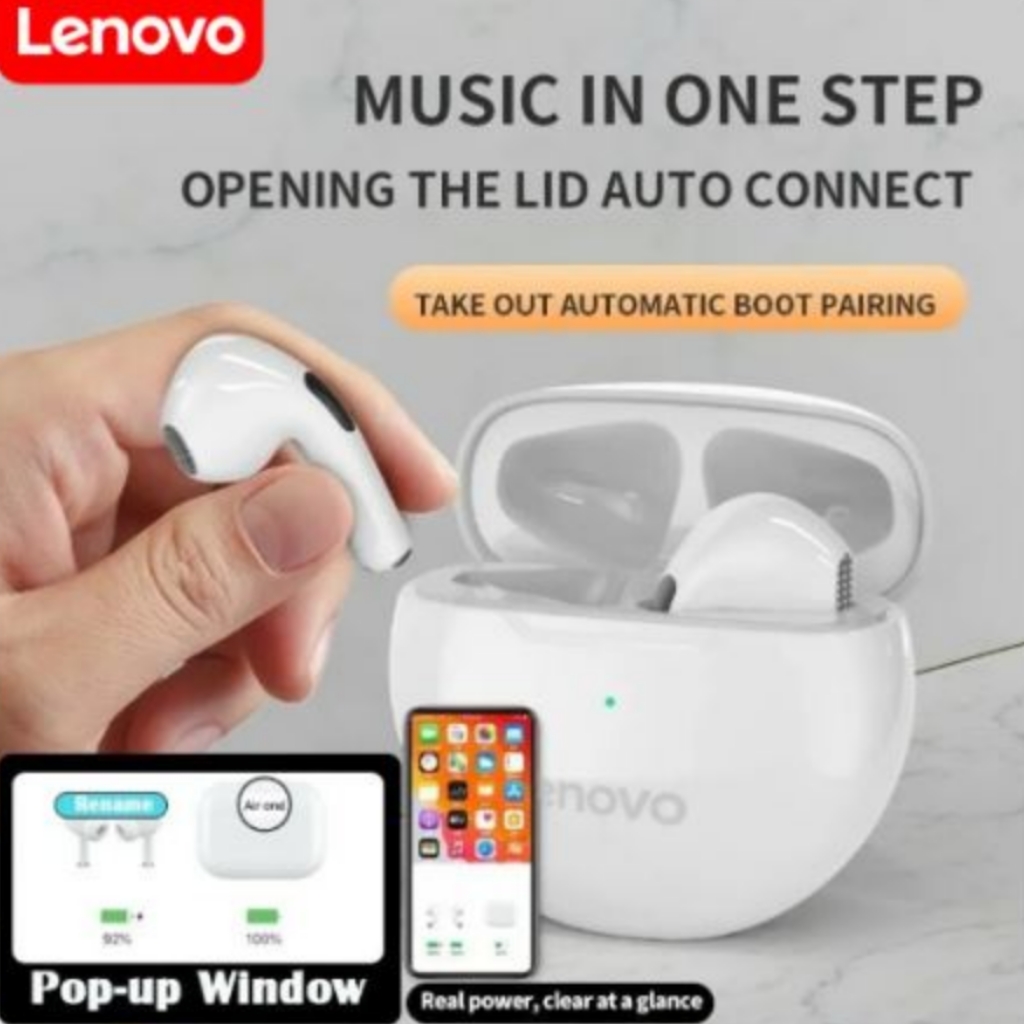 Lenovo
MUSIC IN ONE STEP
OPENING THE LID AUTO CONNECT
TAKE OUT AUTOMATIC BOOT PAIRING
enovo
Rename
Air ond
92%
100%
Pop-up Window
Real power, clear at a glance